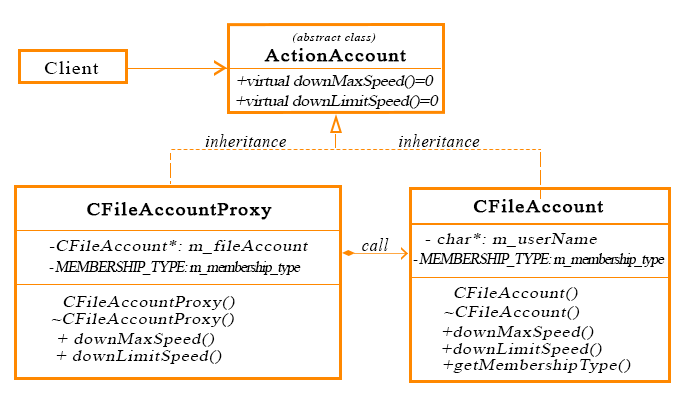 (abstract class)
ActionAccount
Client
+virtual downMaxSpeed()=0
+virtual downLimitSpeed()=0
inheritance
inheritance
CFileAccountProxy
-CFileAccount*: m_fileAccount
-MEMBERSHIP_TYPE: m_membership_type
CFileAccountProxy()
~CFileAccountProxy()
+ downMaxSpeed()
+ downLimitSpeed()
call
CFileAccount
- char*: m_userName
-MEMBERSHIP_TYPE: m_membership_type
CFileAccount()
~CFileAccount()
+downMaxSpeed()
+downLimitSpeed()
+getMembershipType()